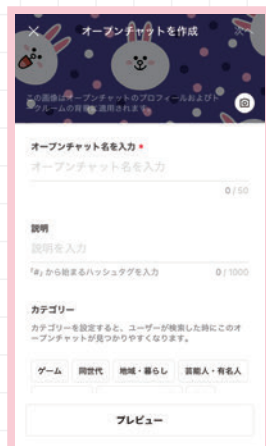 オープンチャットを作成 次へ
この画像はオープンチャットのプロフィールおよびト
ークルームの背景に適用されます。
オープンチャット名を入力
オープンチャット名を入力
0 / 50
説明
説明を入力
「#」から始まるハッシュタグを入力 0 / 1000
カテゴリー
カテゴリーを設定すると、ユーザーが検索した時にこのオ
ープンチャットが見つかりやすくなります。
ゲーム 同世代 地域・暮らし 芸能人・有名人
プレビュー